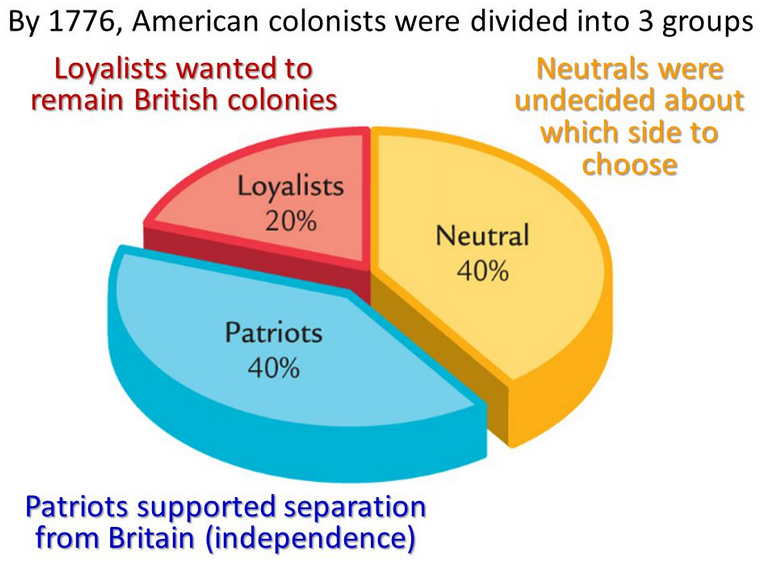 By 1776, American colonists were divided into 3 groups
Loyalists wanted to
remain British colonies
Neutrals were
undecided about
which side to
choose
Loyalists
20%
Neutral
40%
Patriots
40%
Patriots supported separation
from Britain (independence)